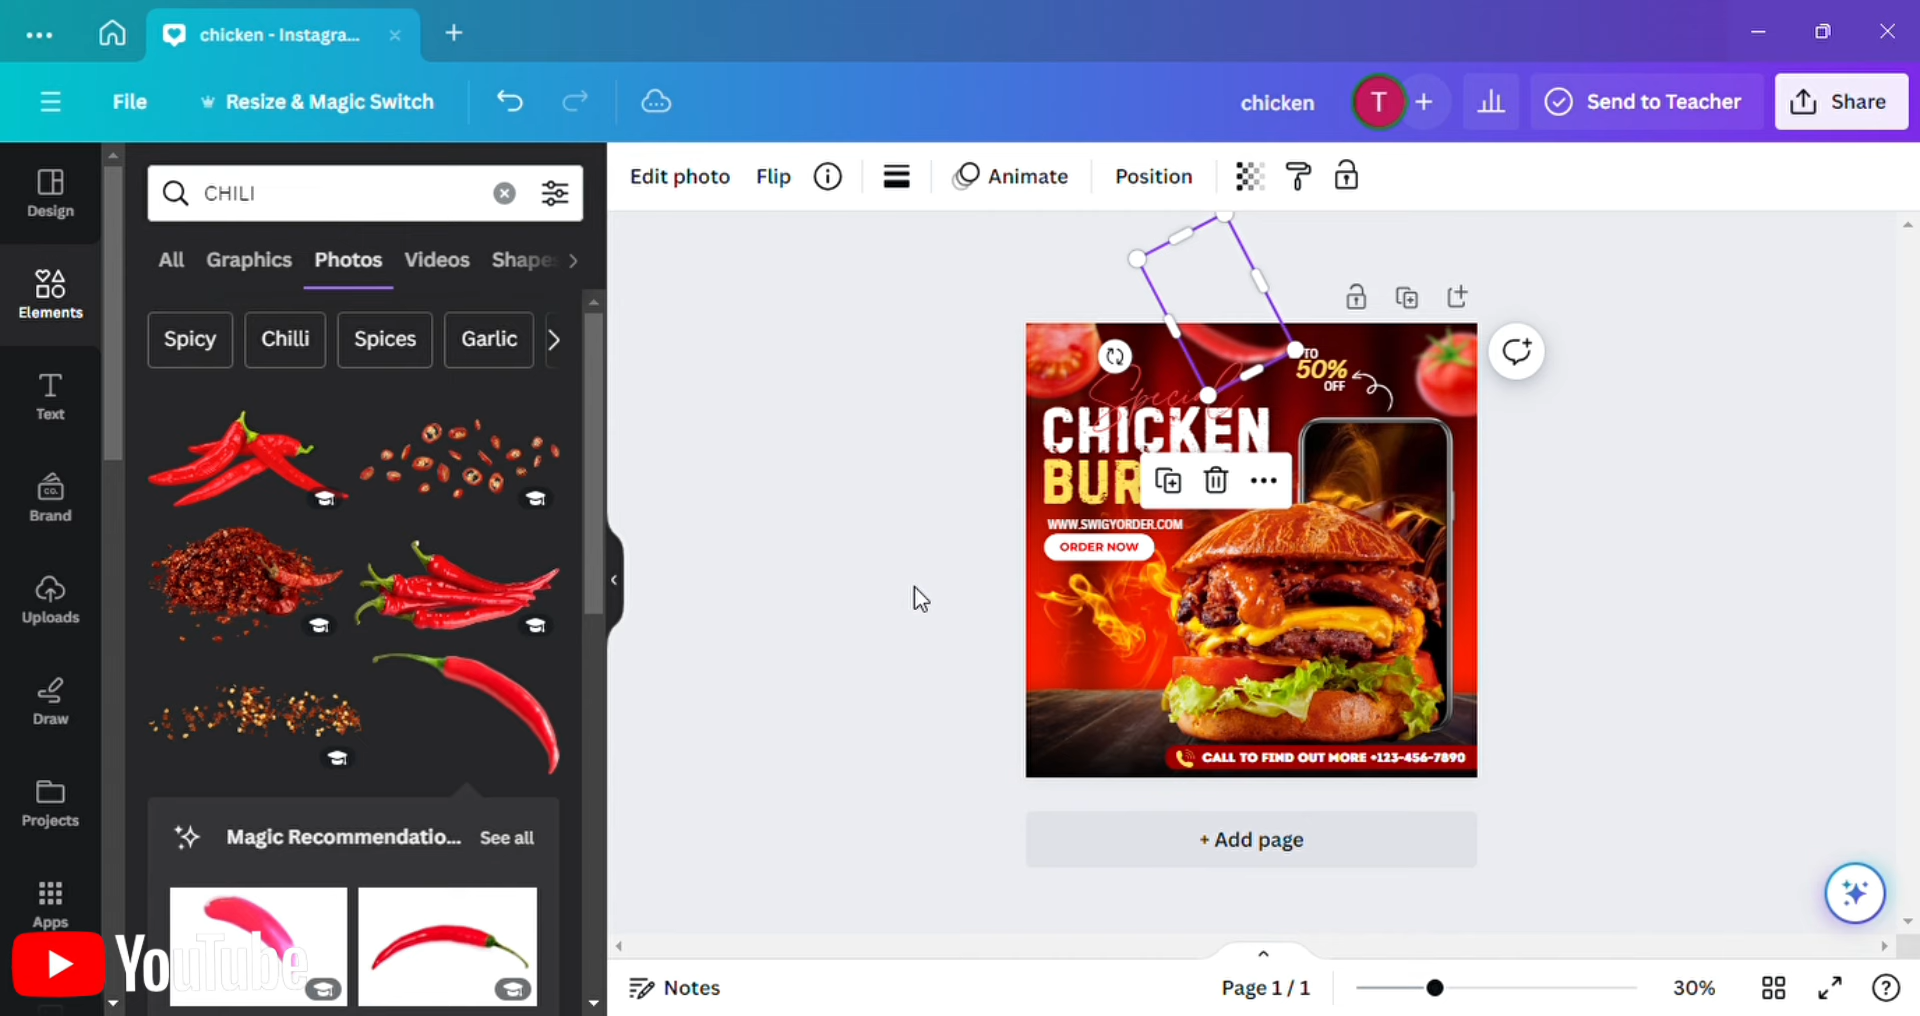 chicken - Instagra...
File
Resize & Magic Switch
chicken
T
Send to Teacher
Share
Design
Elements
Text
Brand
CO.
Uploads
Draw
Projects
Apps
CHILI
All
Graphics
Photos
Videos
Shape
Spicy
Chilli
Spices
Garlic
Magic Recommendatio...
See all
YouTube
Edit photo
Flip
Animate
Position
TO
50%
OFF
Special
CHICKEN
BUR
WWW.SWIGYORDER.COM
ORDER NOW
CALL TO FIND OUT MORE +123-456-7890
+ Add page
Notes
Page 1 / 1
30%